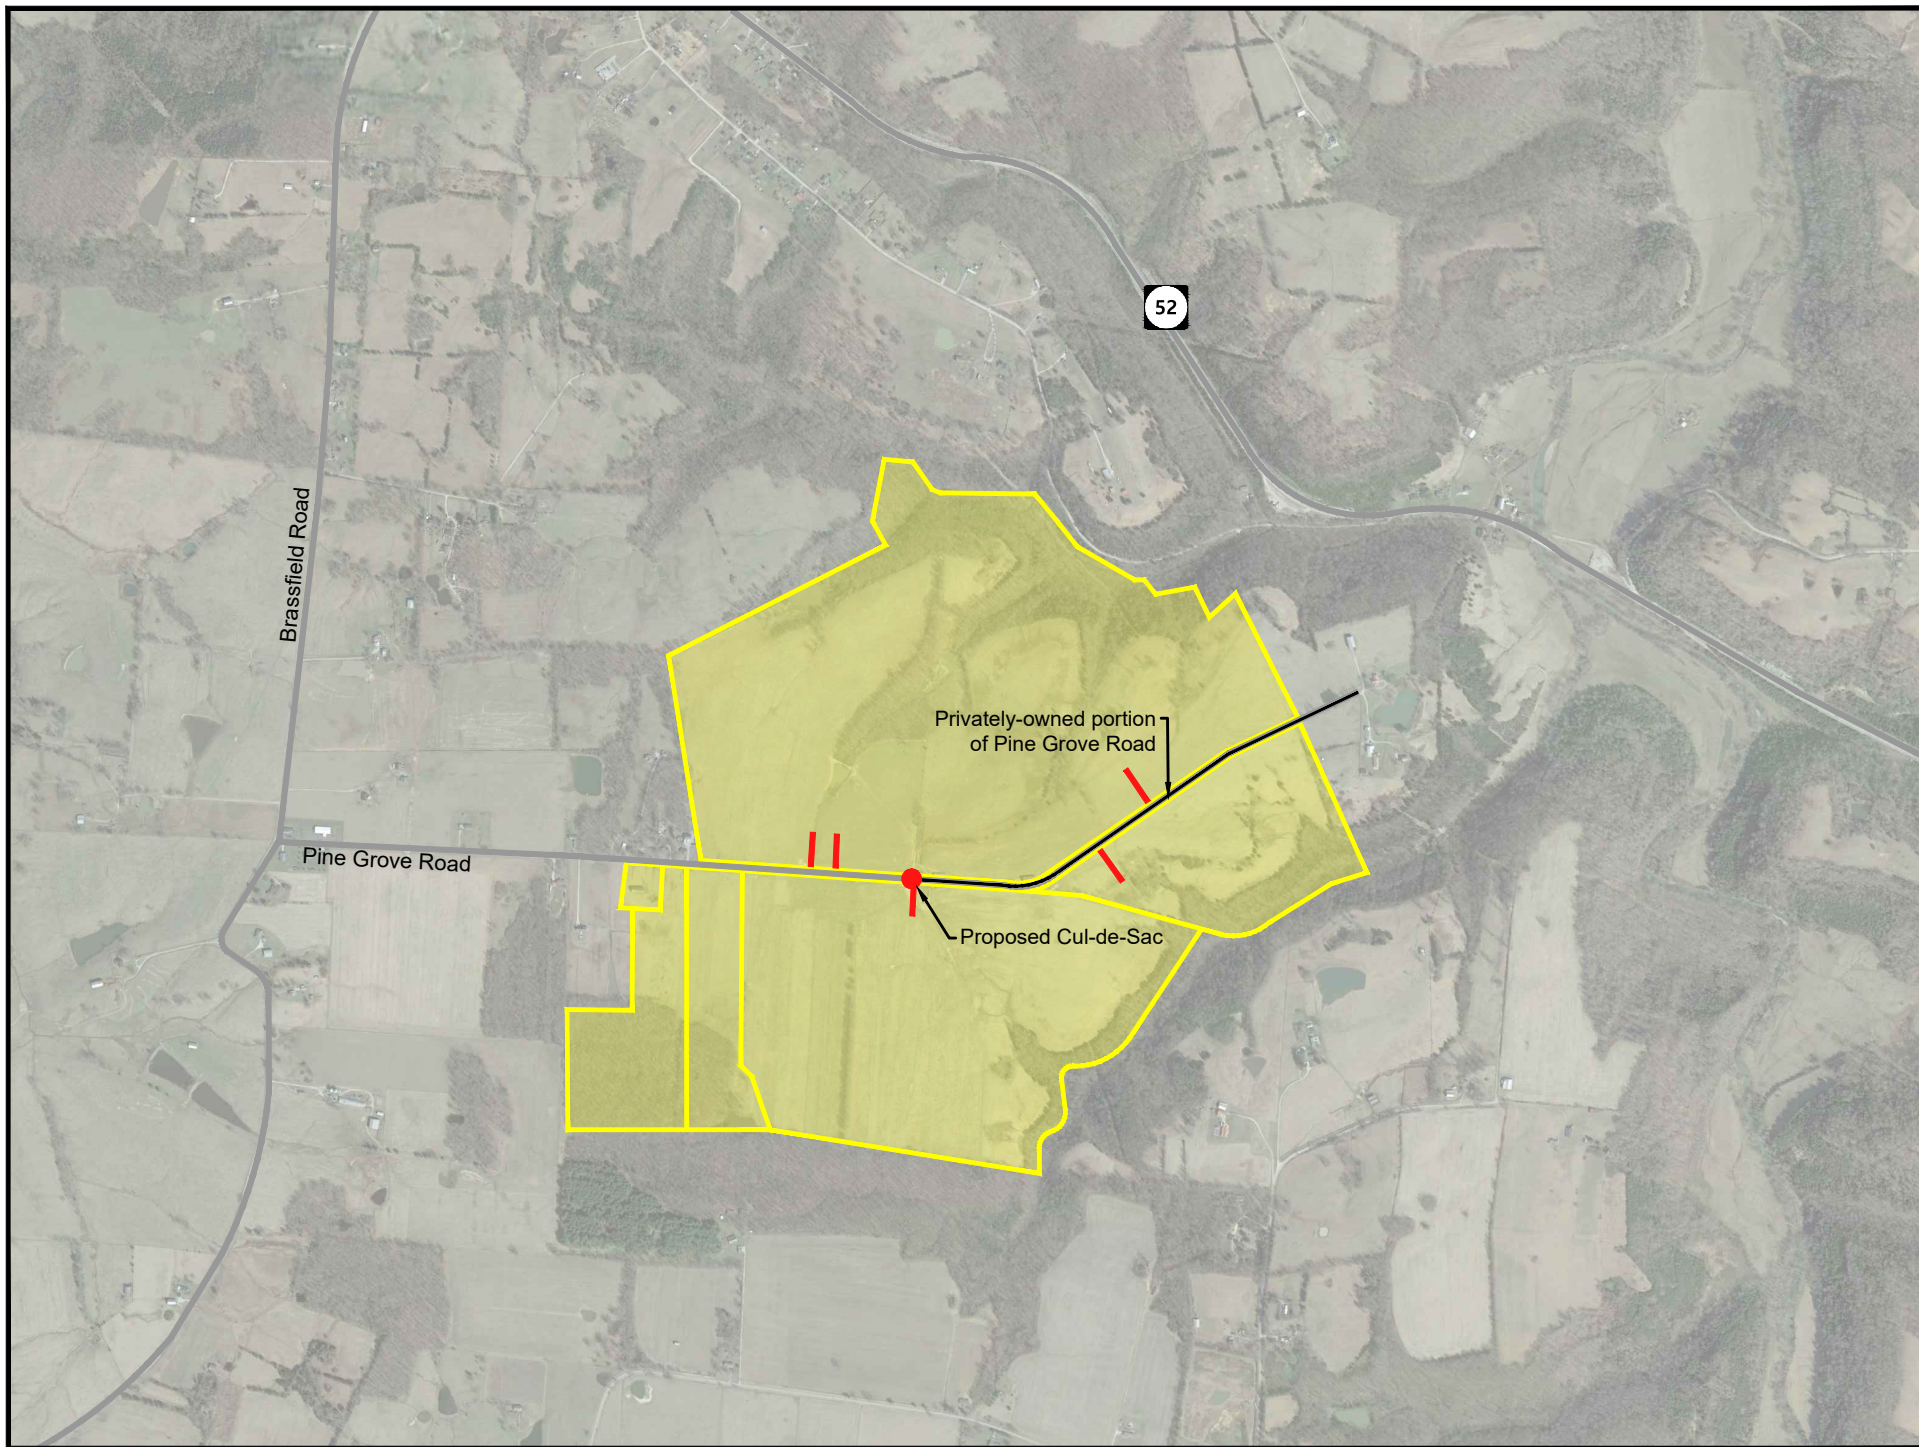 52
Brassfield Road
Privately-owned portion
of Pine Grove Road
Pine Grove Road
Proposed Cul-de-Sac